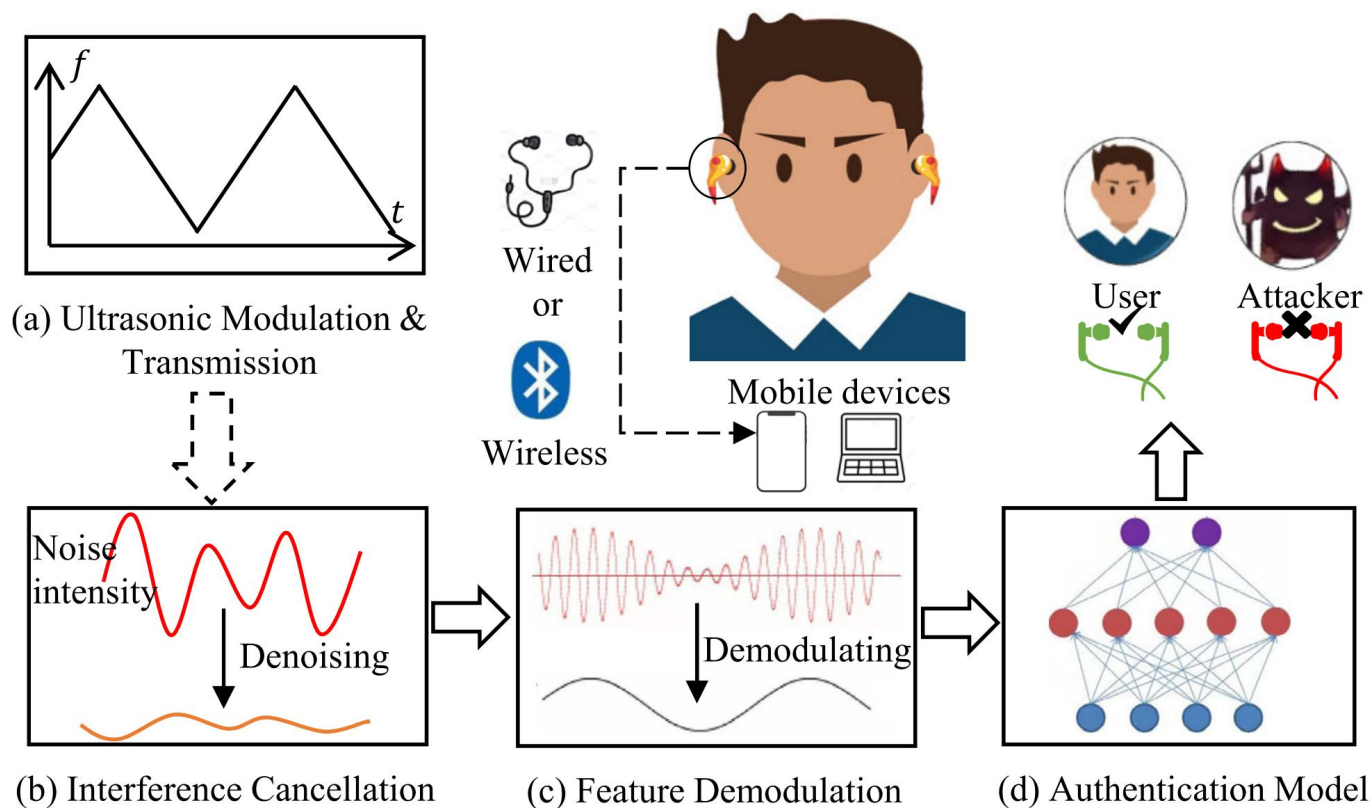 f
t
(a) Ultrasonic Modulation &
Transmission
Wired
or
Wireless
Mobile devices
User
Attacker
Noise
intensity
Denoising
(b) Interference Cancellation
Demodulating
(c) Feature Demodulation
(d) Authentication Model